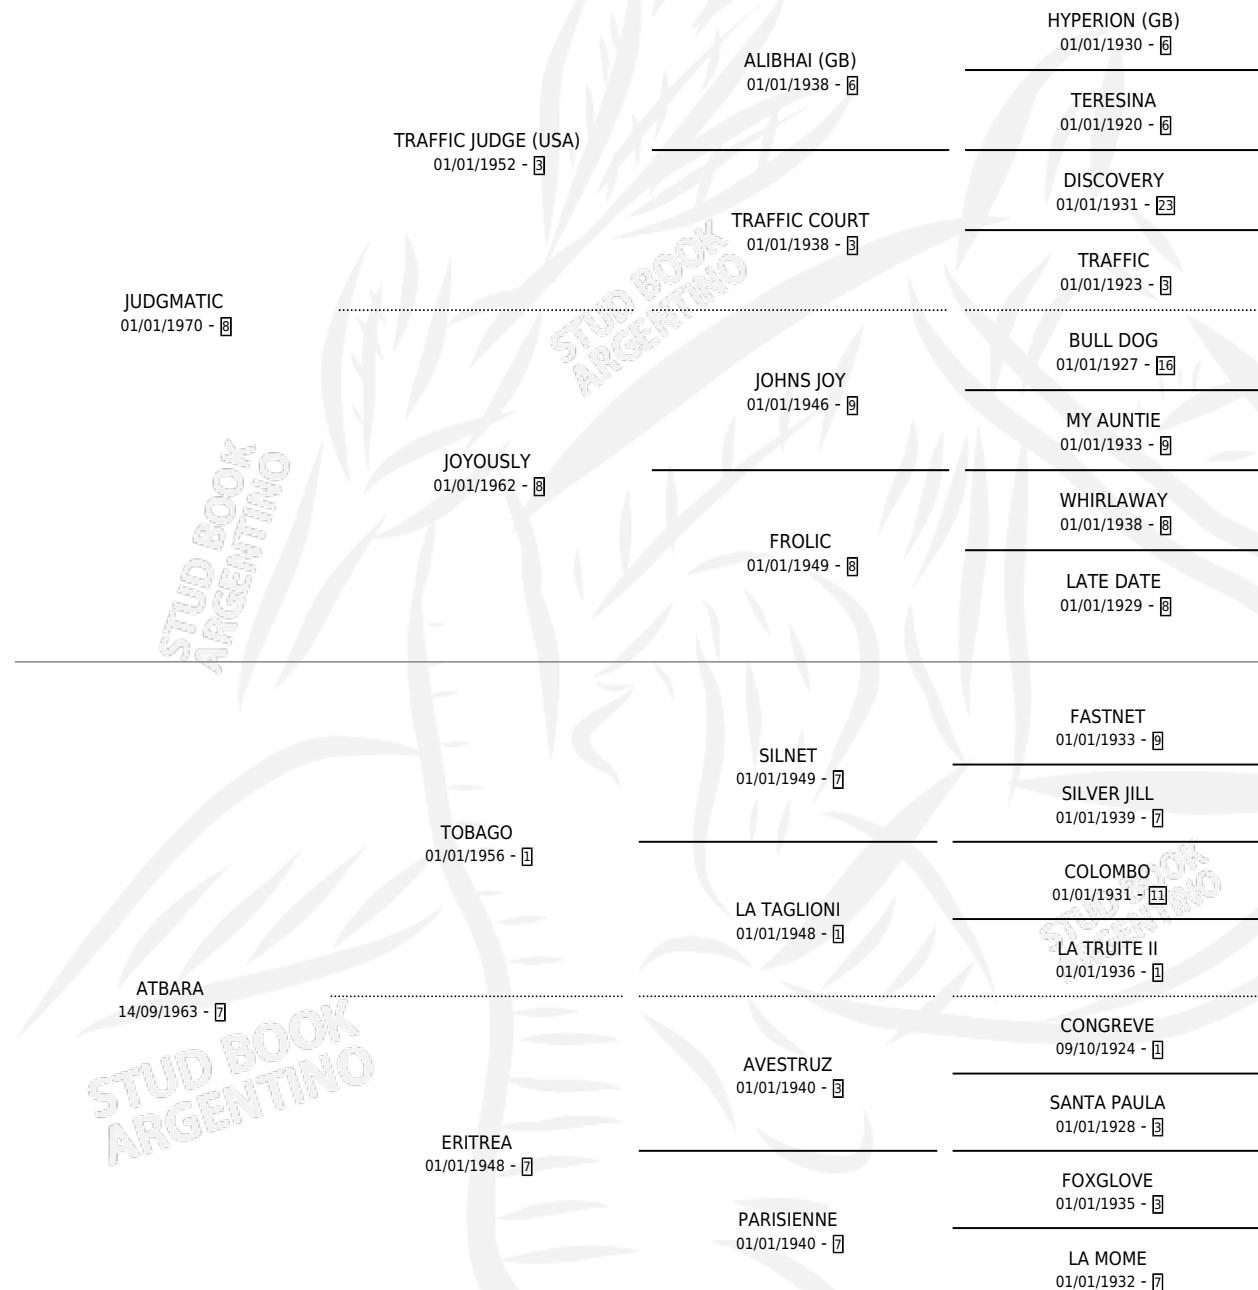 HYPERION (GB)
01/01/1930 - 6
ALIBHAI (GB)
01/01/1938 - 6
TERESINA
01/01/1920 - 6
TRAFFIC JUDGE (USA)
01/01/1952 - 3
DISCOVERY
01/01/1931 - 23
TRAFFIC COURT
01/01/1938 - 3
TRAFFIC
01/01/1923 - 3
JUDGMATIC
01/01/1970 - 8
BULL DOG
01/01/1927 - 16
JOHNS JOY
01/01/1946 - 9
MY AUNTIE
01/01/1933 - 9
JOYOUSLY
01/01/1962 - 8
WHIRLAWAY
01/01/1938 - 8
FROLIC
01/01/1949 - 8
LATE DATE
01/01/1929 - 8
FASTNET
01/01/1933 - 9
SILNET
01/01/1949 - 7
SILVER JILL
01/01/1939 - 7
TOBAGO
01/01/1956 - 1
COLOMBO
01/01/1931 - 11
LA TAGLIONI
01/01/1948 - 1
LA TRUITE II
01/01/1936 - 1
ATBARA
14/09/1963 - 7
CONGREVE
09/10/1924 - 1
AVESTRUZ
01/01/1940 - 3
SANTA PAULA
01/01/1928 - 3
ERITREA
01/01/1948 - 7
FOXGLOVE
01/01/1935 - 3
PARISIENNE
01/01/1940 - 7
LA MOME
01/01/1932 - 7
STUD BOOK
ARGENTINO
STUD BOOK
ARGENTINO
STUD BOOK
ARGENTINO
STUD BOOK
ARGENTINO